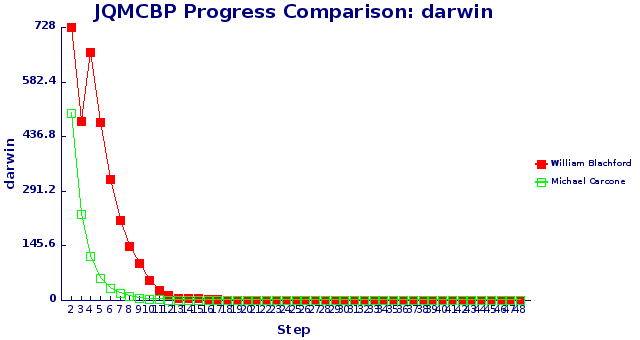 JQMCBP Progress Comparison: darwin
728
582.4
436.8
291.2
145.6
0
darwin
2 3 4 5 6 7 8 9 10 11 12 13 14 15 16 17 18 19 20 21 22 23 24 25 26 27 28 29 30 31 32 33 34 35 36 37 38 39 40 41 42 43 44 45 46 47 48
Step
William Blachford
Michael Carcone